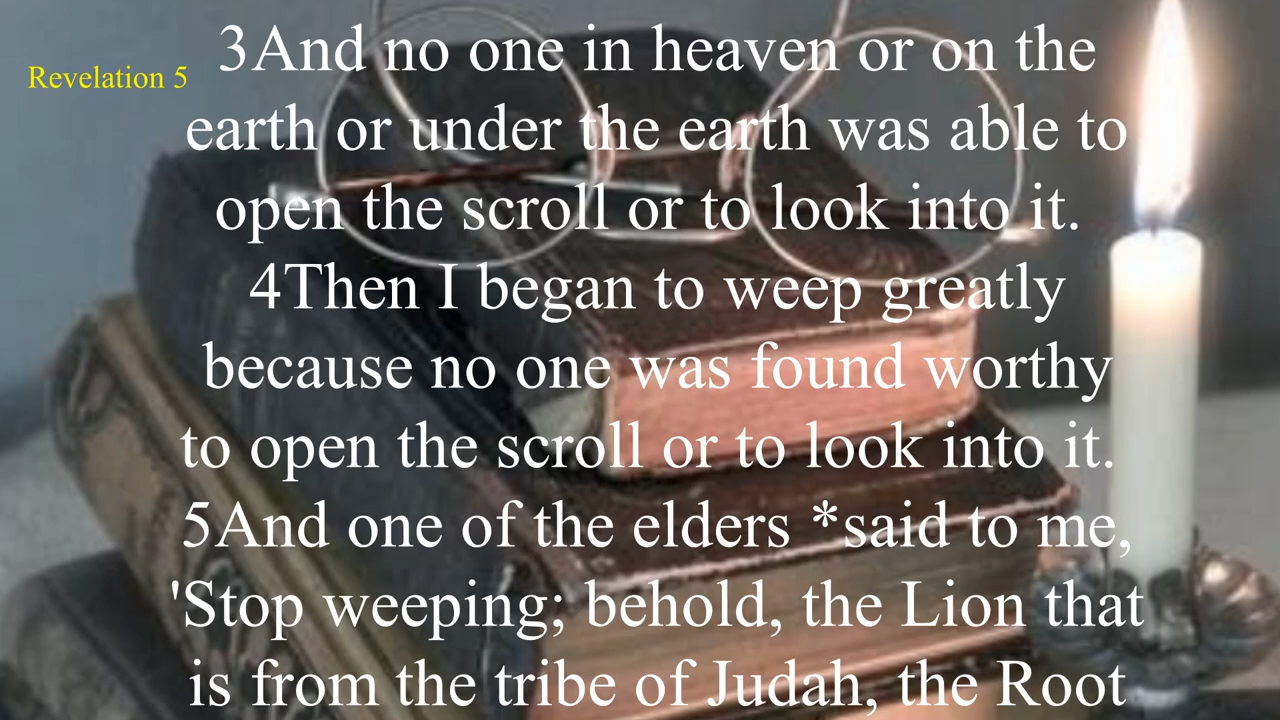 Revelation 5
3And no one in heaven or on the
earth or under the earth was able to
open the scroll or to look into it.
4Then I began to weep greatly
because no one was found worthy
to open the scroll or to look into it.
5And one of the elders *said to me,
'Stop weeping; behold, the Lion that
is from the tribe of Judah, the Root